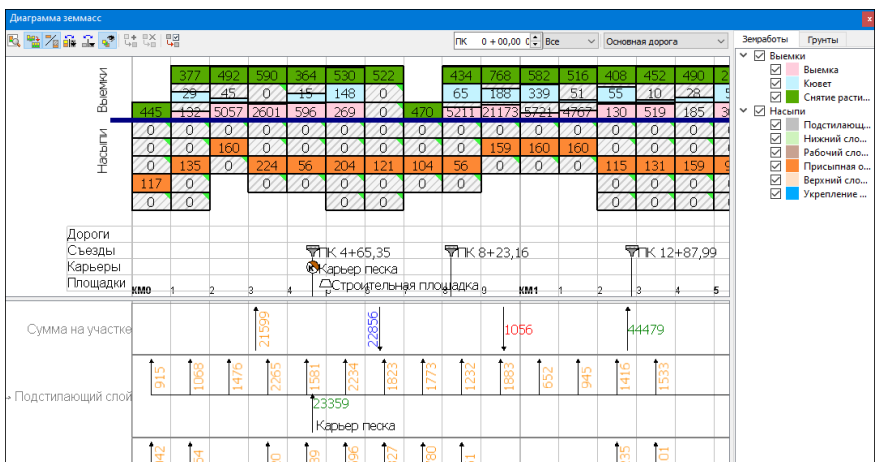 Диаграмма земмасс
ПК 0+00,00 Все Основная дорога
Земработы Грунты
Выемки
377 492 590 364 530 522 434 768 582 516 408 452 490
29 45 0 15 148 0 65 188 339 51 55 10 28
445 132 5057 2601 596 269 0 470 5211 21173 5721 4767 130 519 185
Насыпи
0 0 0 0 0 0 0 0 0 0 0 0 0 0 0
0 0 160 0 0 0 0 0 0 159 160 160 0 0 0
0 135 0 224 56 204 121 104 56 0 0 0 115 131 159
117 0 0 0 0 0 0 0 0 0 0
0 0 0 0 0 0 0 0 0
Дороги
Съезды
ПК 4+65,35 ПК 8+23,16 ПК 12+87,99
Карьеры
Карьер песка
Площадки
Строительная площадка
КМ0 1 2 3 4 9 КМ1 1 2 3 4 5
Сумма на участке
21599 22856 1056 44479
Подстилающий слой
915 1068 1476 2265 1581 2234 1823 1773 1232 1883 552 945 1416 1533
23359
Карьер песка
Выемки
Выемка
Кювет
Снятие расти...
Насыпи
Подстилающ...
Нижний сло...
Рабочий сло...
Присыпная о...
Верхний сло...
Укрепление ...